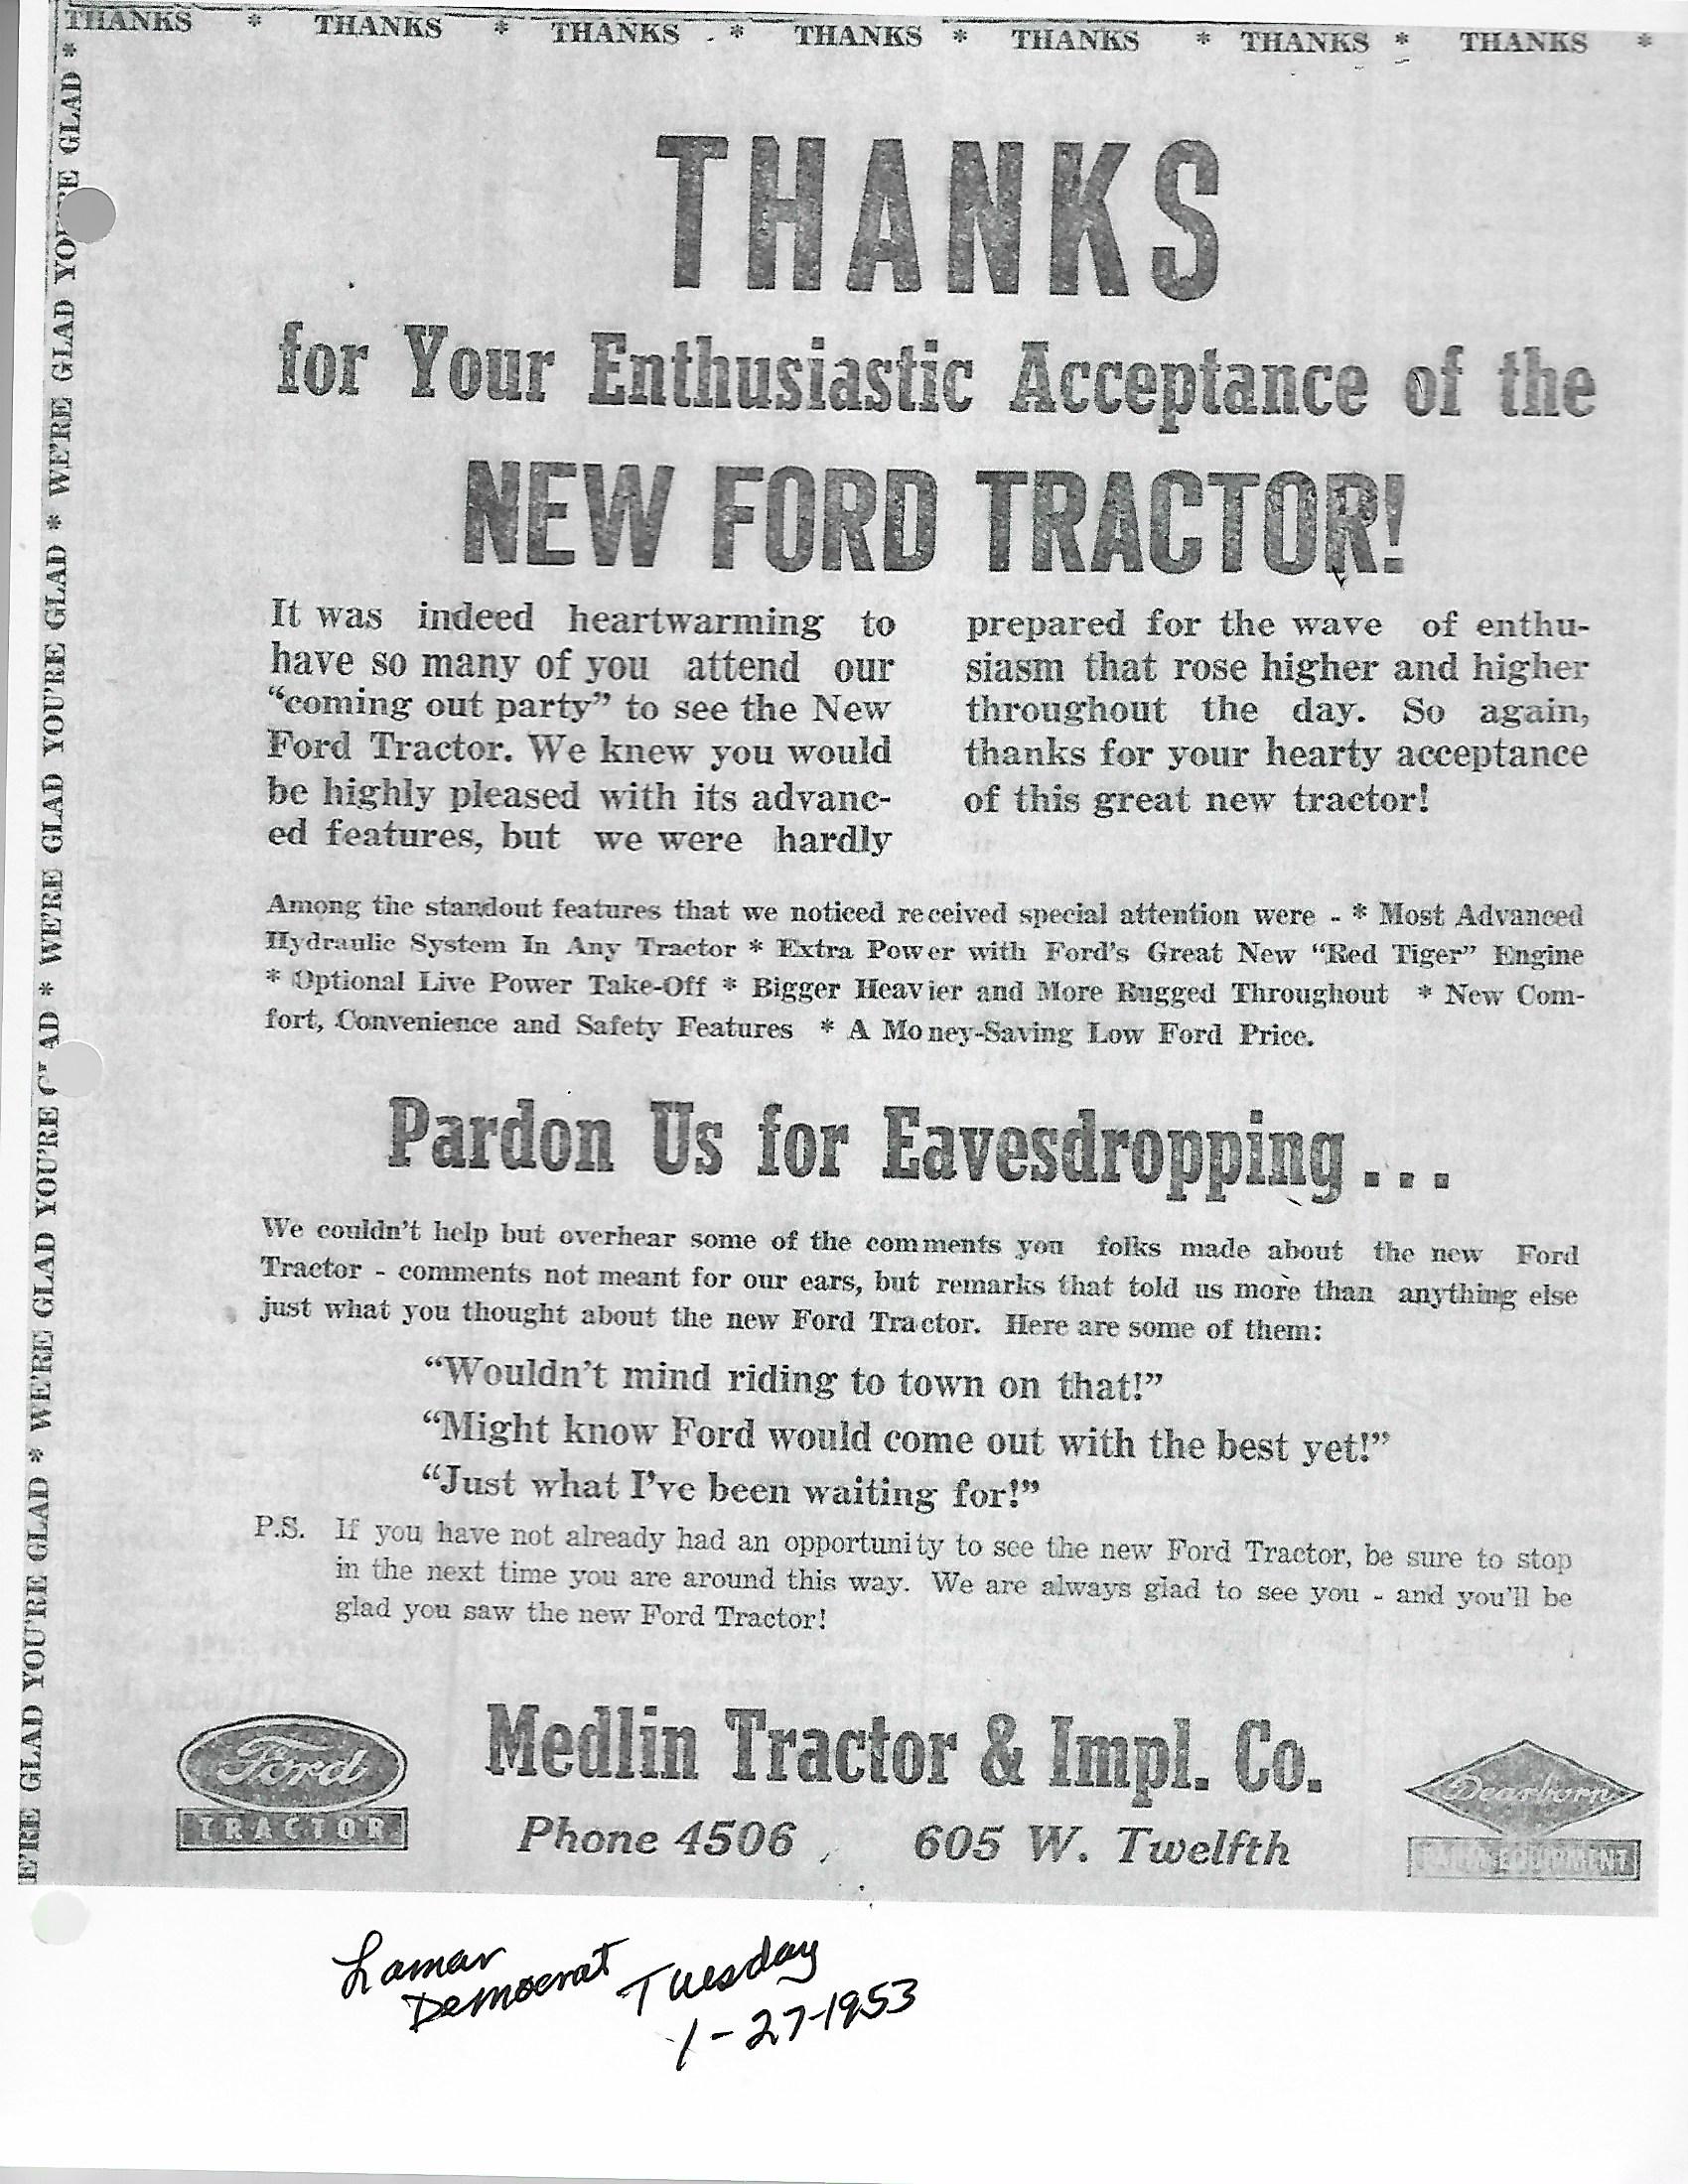 THANKS * THANKS * THANKS * THANKS * THANKS * THANKS * THANKS *
E'RE GLAD YOU'RE GLAD * WE'RE GLAD YOU'RE GLAD * WE'RE GLAD YOU'RE GLAD * WE'RE GLAD YOU'RE GLAD *
THANKS
for Your Enthusiastic Acceptance of the
NEW FORD TRACTOR!
It was indeed heartwarming to
have so many of you attend our
“coming out party” to see the New
Ford Tractor. We knew you would
be highly pleased with its advanc-
ed features, but we were hardly
prepared for the wave of enthu-
siasm that rose higher and higher
throughout the day. So again,
thanks for your hearty acceptance
of this great new tractor!
Among the standout features that we noticed received special attention were - * Most Advanced
Hydraulic System In Any Tractor * Extra Power with Ford's Great New “Red Tiger” Engine
* Optional Live Power Take-Off * Bigger Heavier and More Rugged Throughout * New Com-
fort, Convenience and Safety Features * A Money-Saving Low Ford Price.
Pardon Us for Eavesdropping...
We couldn't help but overhear some of the comments you folks made about the new Ford
Tractor - comments not meant for our ears, but remarks that told us more than anything else
just what you thought about the new Ford Tractor. Here are some of them:
“Wouldn't mind riding to town on that!”
“Might know Ford would come out with the best yet!”
“Just what I've been waiting for!”
P.S. If you have not already had an opportunity to see the new Ford Tractor, be sure to stop
in the next time you are around this way. We are always glad to see you - and you'll be
glad you saw the new Ford Tractor!
Ford
TRACTOR
Medlin Tractor & Impl. Co.
Phone 4506 605 W. Twelfth
Dearborn
FARM EQUIPMENT
Lamar
Democrat Tuesday
1-27-1953